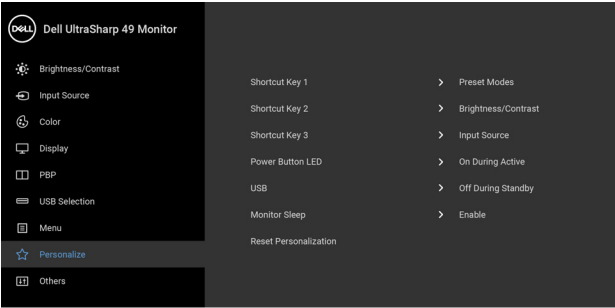 DELL Dell UltraSharp 49 Monitor
Brightness/Contrast
Input Source
Color
Display
PBP
USB Selection
Menu
Personalize
Others
Shortcut Key 1 > Preset Modes
Shortcut Key 2 > Brightness/Contrast
Shortcut Key 3 > Input Source
Power Button LED > On During Active
USB > Off During Standby
Monitor Sleep > Enable
Reset Personalization